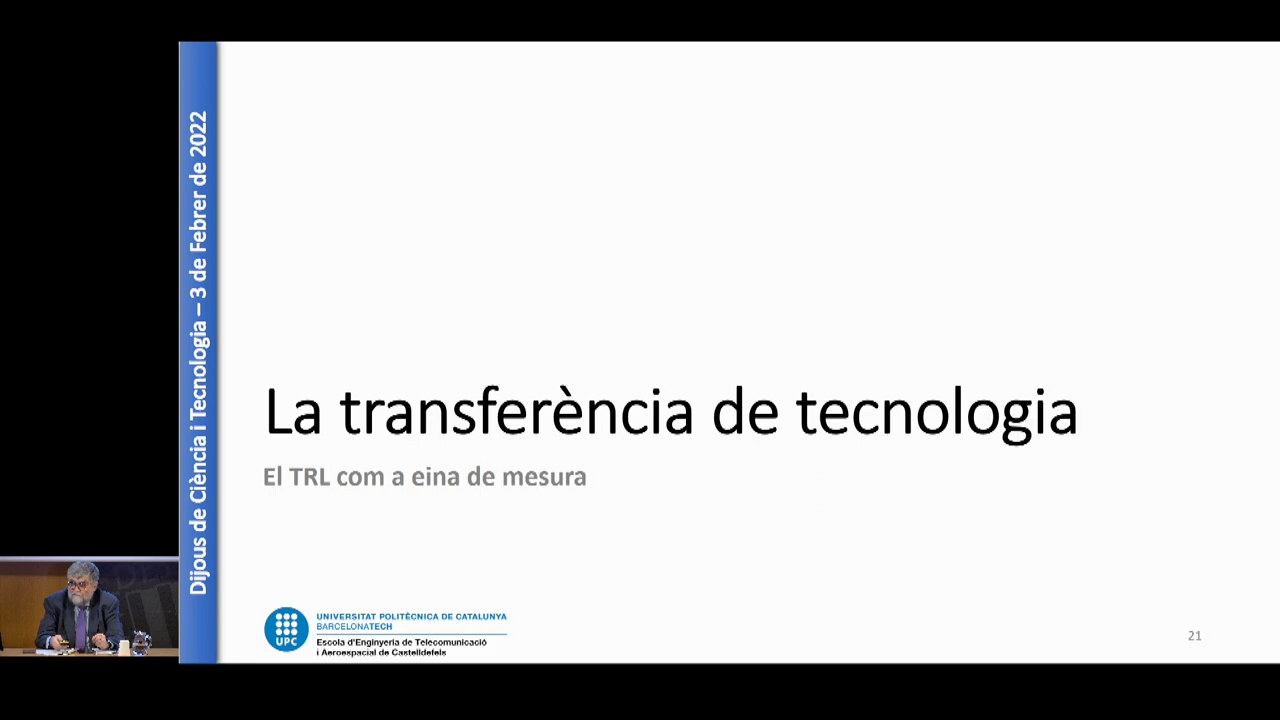 Dijous de Ciència i Tecnologia – 3 de Febrer de 2022
La transferència de tecnologia
El TRL com a eina de mesura
UPC
UNIVERSITAT POLITÈCNICA DE CATALUNYA
BARCELONATECH
Escola d'Enginyeria de Telecomunicació
i Aeroespacial de Castelldefels
21